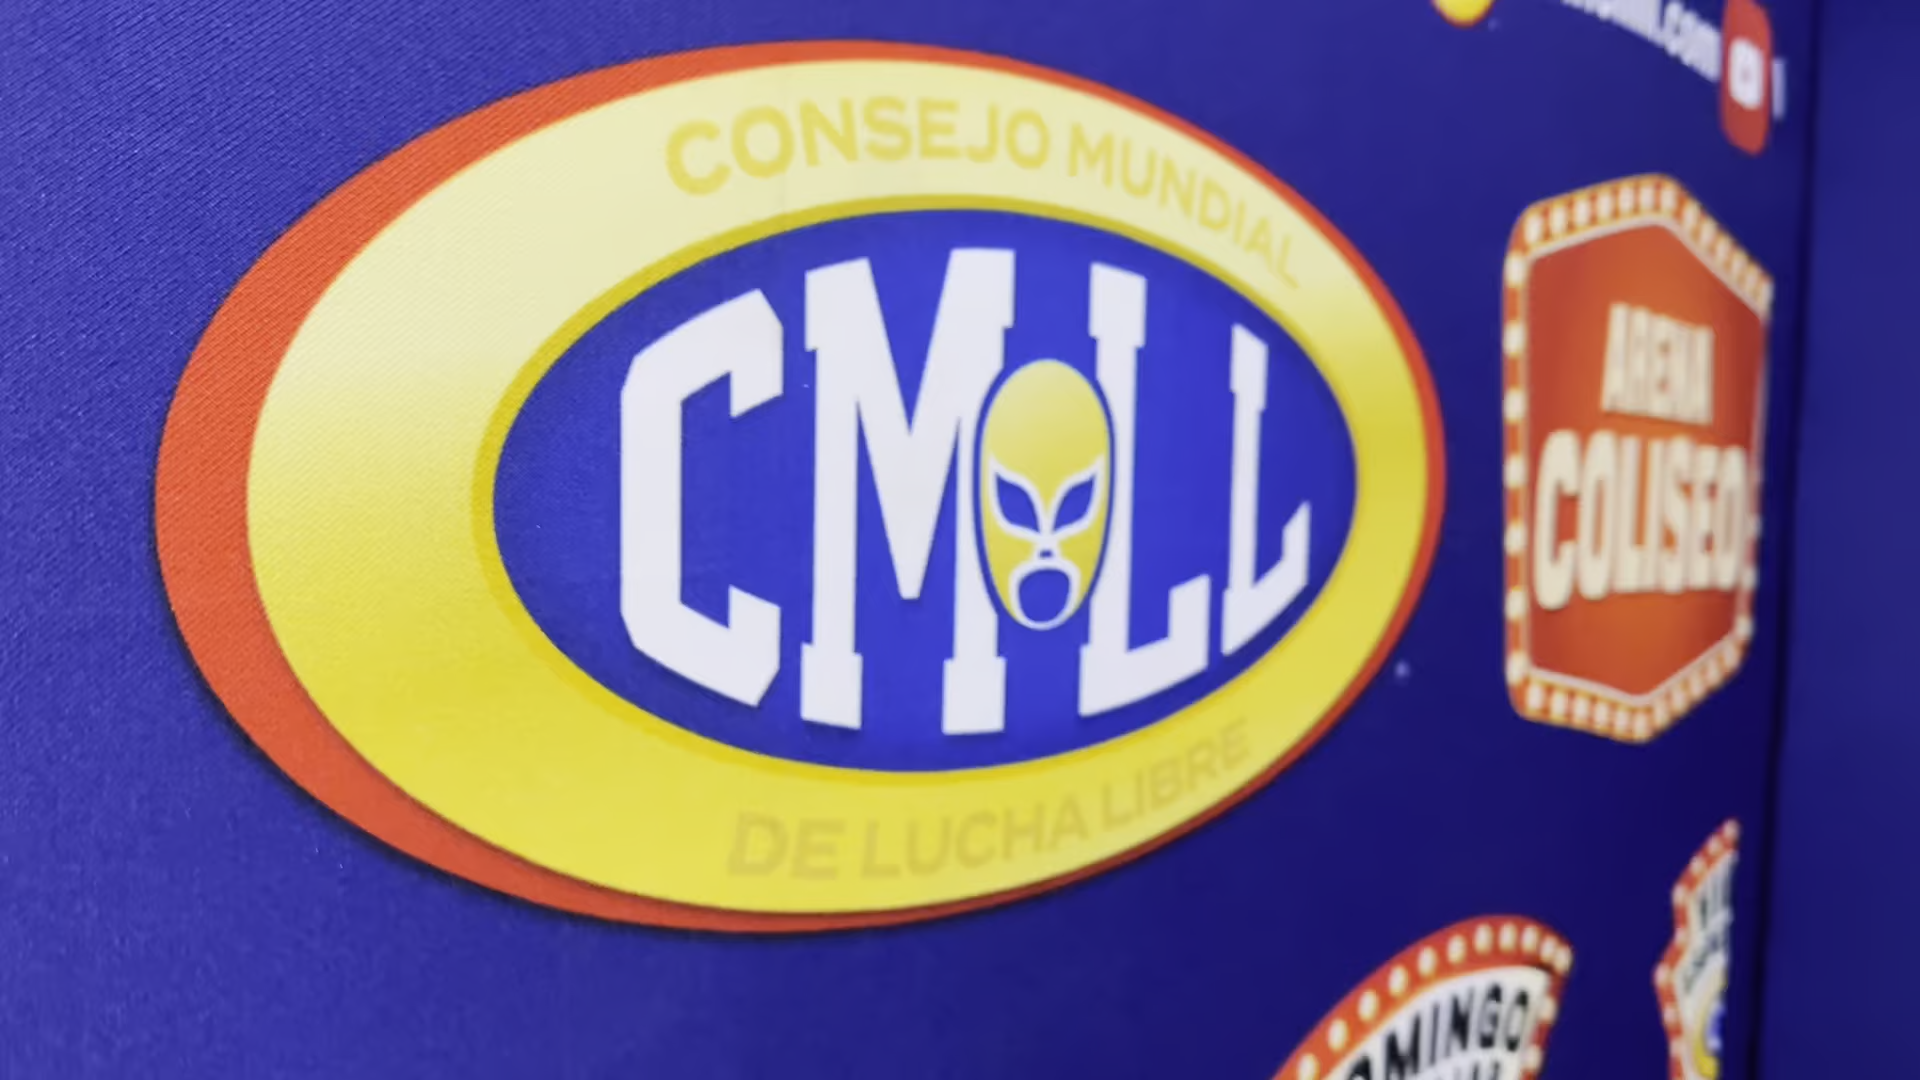 CONSEJO MUNDIAL
CMLL
DE LUCHA LIBRE
ARENA
COLISEO